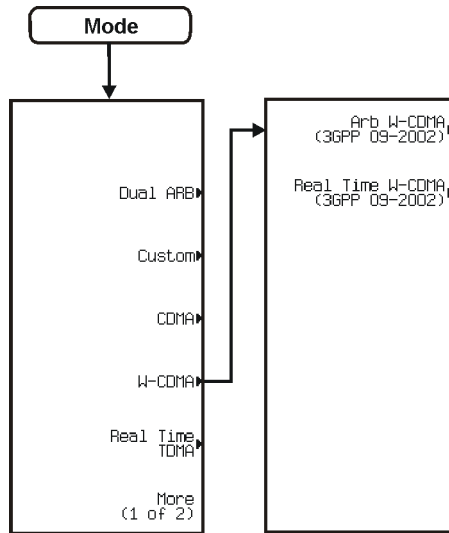 Mode
Dual ARB
Custom
CDMA
W-CDMA
Real Time
TDMA
More
(1 of 2)
Arb W-CDMA
(3GPP 09-2002)
Real Time W-CDMA
(3GPP 09-2002)